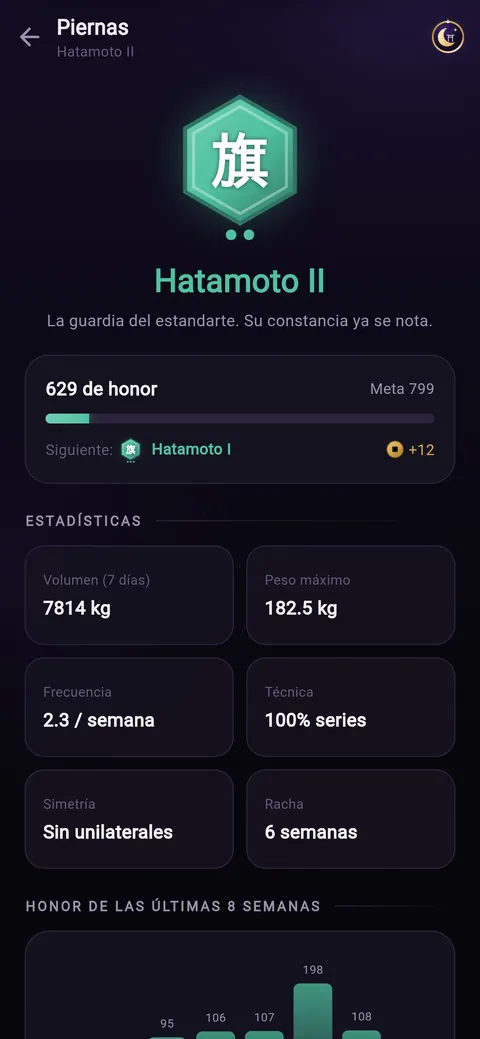 Piernas
Hatamoto II
旗
Hatamoto II
La guardia del estandarte. Su constancia ya se nota.
629 de honor
Meta 799
Siguiente: 旗 Hatamoto I
+12
ESTADÍSTICAS
Volumen (7 días)
7814 kg
Peso máximo
182.5 kg
Frecuencia
2.3 / semana
Técnica
100% series
Simetría
Sin unilaterales
Racha
6 semanas
HONOR DE LAS ÚLTIMAS 8 SEMANAS
95
106
107
198
108